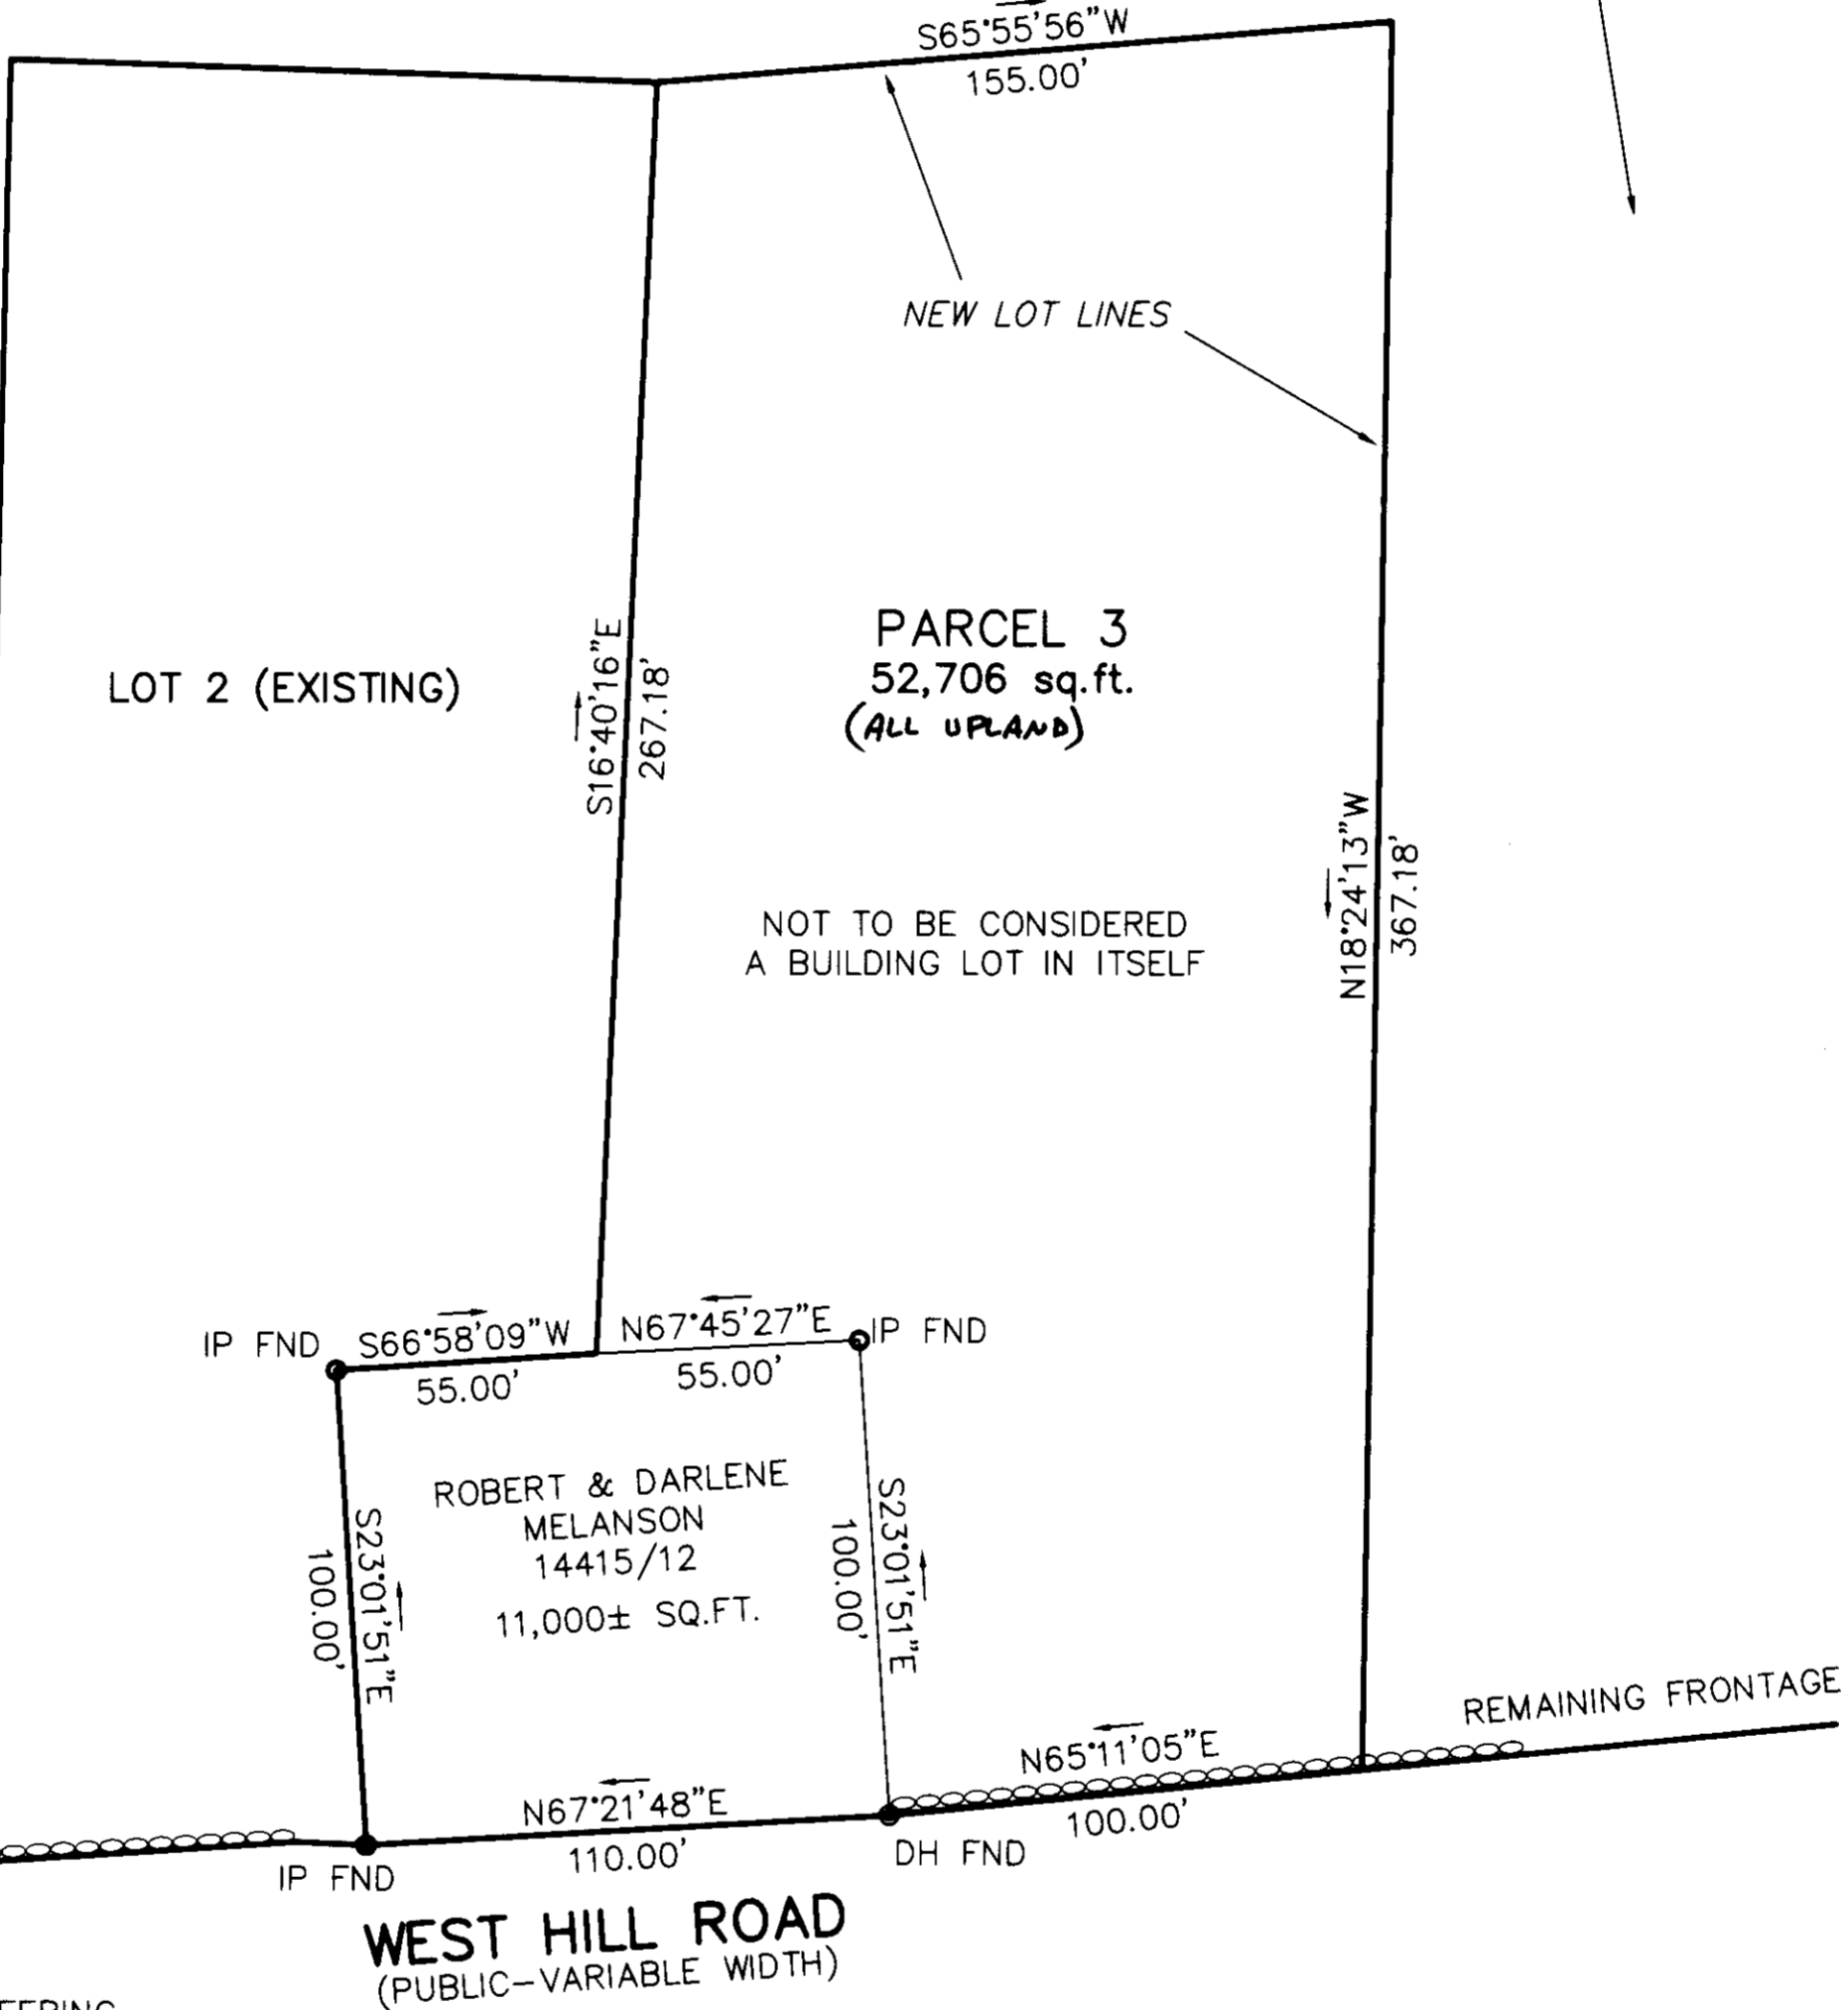 S65°55'56"W
155.00'
NEW LOT LINES
S16°40'16"E
267.18'
PARCEL 3
52,706 sq.ft.
(ALL UPLAND)
LOT 2 (EXISTING)
N18°24'13"W
367.18'
NOT TO BE CONSIDERED
A BUILDING LOT IN ITSELF
IP FND
S66°58'09"W
55.00'
N67°45'27"E
55.00'
IP FND
ROBERT & DARLENE
MELANSON
14415/12
11,000± SQ.FT.
S23°01'51"E
100.00'
S23°01'51"E
100.00'
REMAINING FRONTAGE
N65°11'05"E
100.00'
N67°21'48"E
110.00'
DH FND
IP FND
WEST HILL ROAD
(PUBLIC-VARIABLE WIDTH)